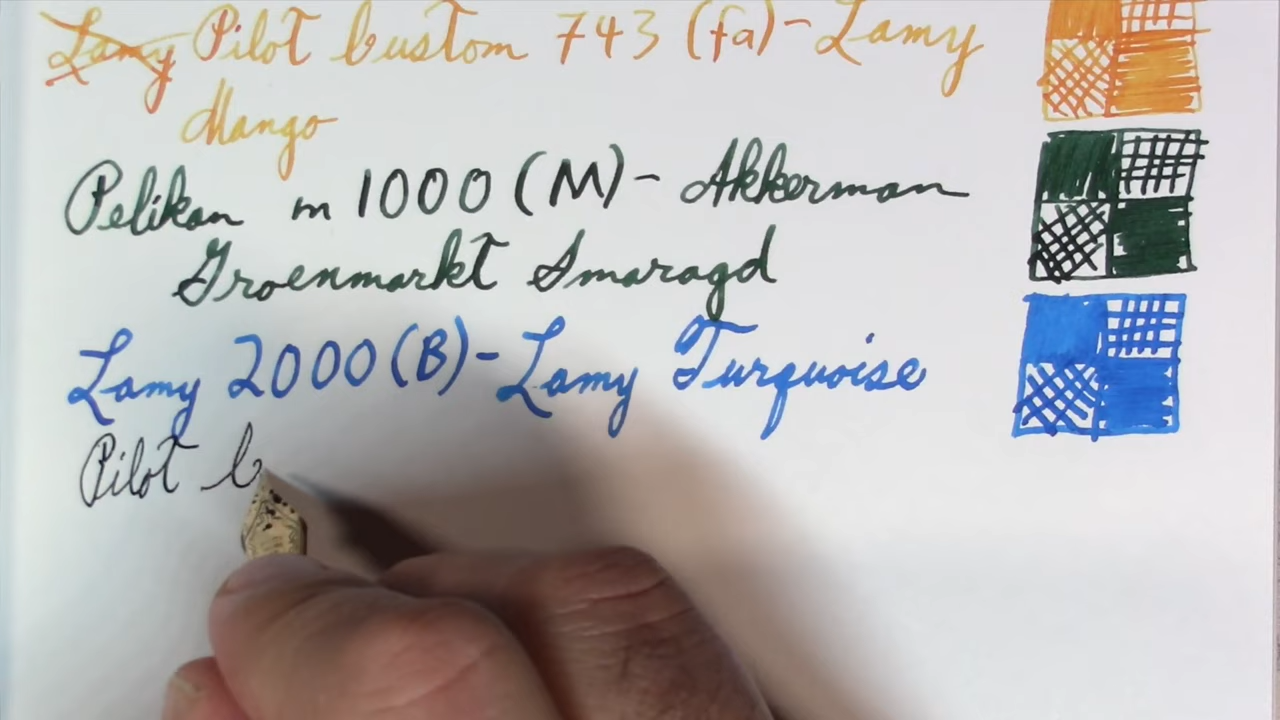 Lamy Pilot Custom 743 (fa) - Lamy
Mango
Pelikan m1000 (M) - Akkerman
Groenmarkt Smaragd
Lamy 2000 (B) - Lamy Turquoise
Pilot